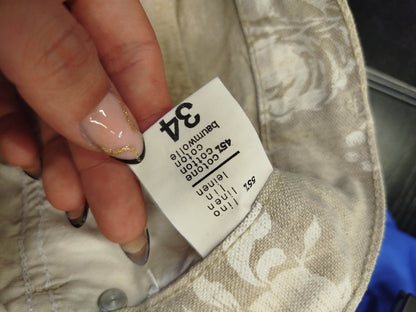 55% lino
linen
lin
leinen
45% cotone
cotton
coton
baumwolle
34